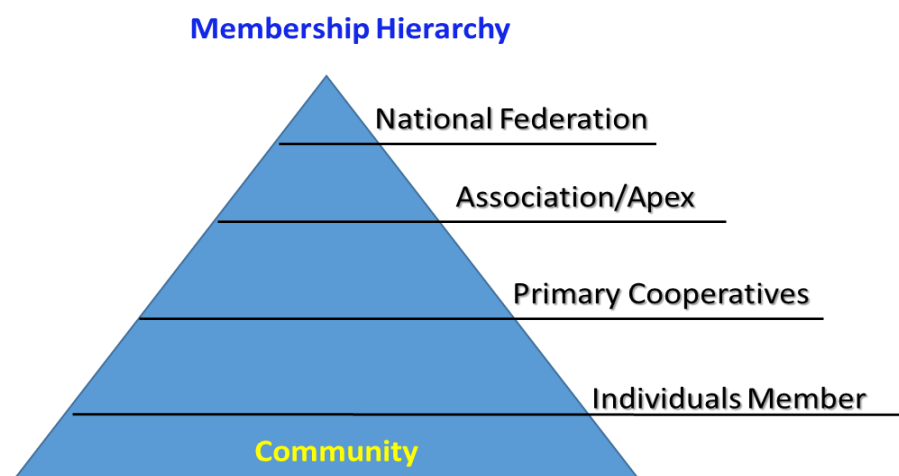 Membership Hierarchy
National Federation
Association/Apex
Primary Cooperatives
Individuals Member
Community